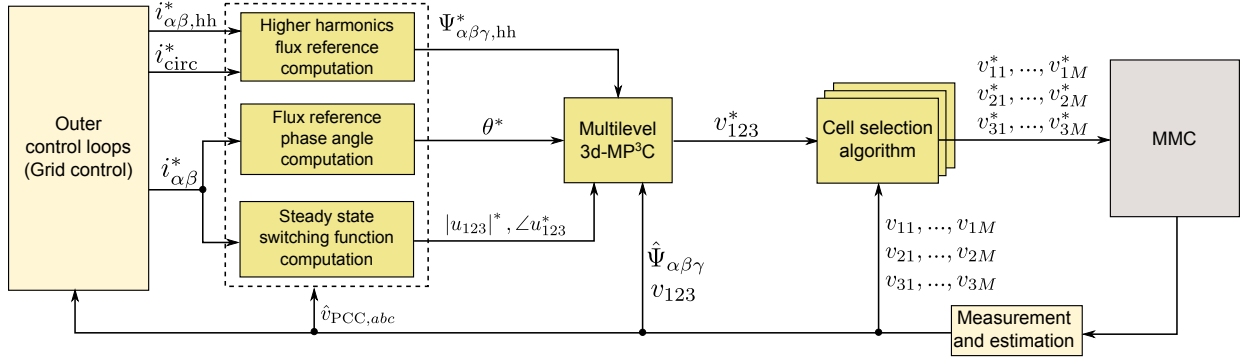 Outer
control loops
(Grid control)
i*αβ,hh
i*circ
i*αβ
Higher harmonics
flux reference
computation
Flux reference
phase angle
computation
Steady state
switching function
computation
Ψ*αβγ,hh
θ*
|u123|*, ∠u*123
v̂PCC,abc
Multilevel
3d-MP³C
Ψ̂αβγ
v123
v*123
Cell selection
algorithm
v11, ..., v1M
v21, ..., v2M
v31, ..., v3M
v*11, ..., v*1M
v*21, ..., v*2M
v*31, ..., v*3M
MMC
Measurement
and estimation